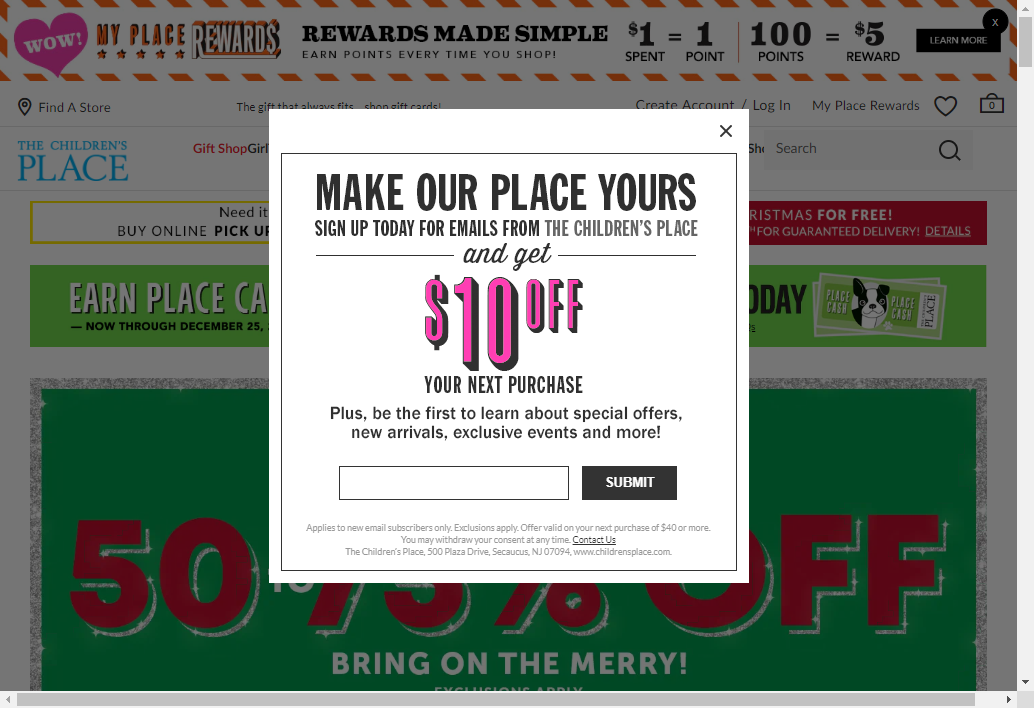 WOW!
MY PLACE REWARDS
REWARDS MADE SIMPLE
EARN POINTS EVERY TIME YOU SHOP!
$1 = 1
SPENT POINT
100 = $5
POINTS REWARD
LEARN MORE
X
Find A Store
The gift that always fits... shop gift cards!
Create Account / Log In
My Place Rewards
0
THE CHILDREN'S
PLACE
Gift Shop
Girl
Sho
Search
Need it
BUY ONLINE PICK UP
RISTMAS FOR FREE!
FOR GUARANTEED DELIVERY! DETAILS
EARN PLACE CA
— NOW THROUGH DECEMBER 25,
ODAY
PLACE CASH
PLACE CASH
PLACE
MAKE OUR PLACE YOURS
SIGN UP TODAY FOR EMAILS FROM THE CHILDREN'S PLACE
and get
$10 OFF
YOUR NEXT PURCHASE
Plus, be the first to learn about special offers,
new arrivals, exclusive events and more!
SUBMIT
Applies to new email subscribers only. Exclusions apply. Offer valid on your next purchase of $40 or more.
You may withdraw your consent at any time. Contact Us
The Children's Place, 500 Plaza Drive, Secaucus, NJ 07094, www.childrensplace.com.
50 TO 75% OFF
BRING ON THE MERRY!
EXCLUSIONS APPLY